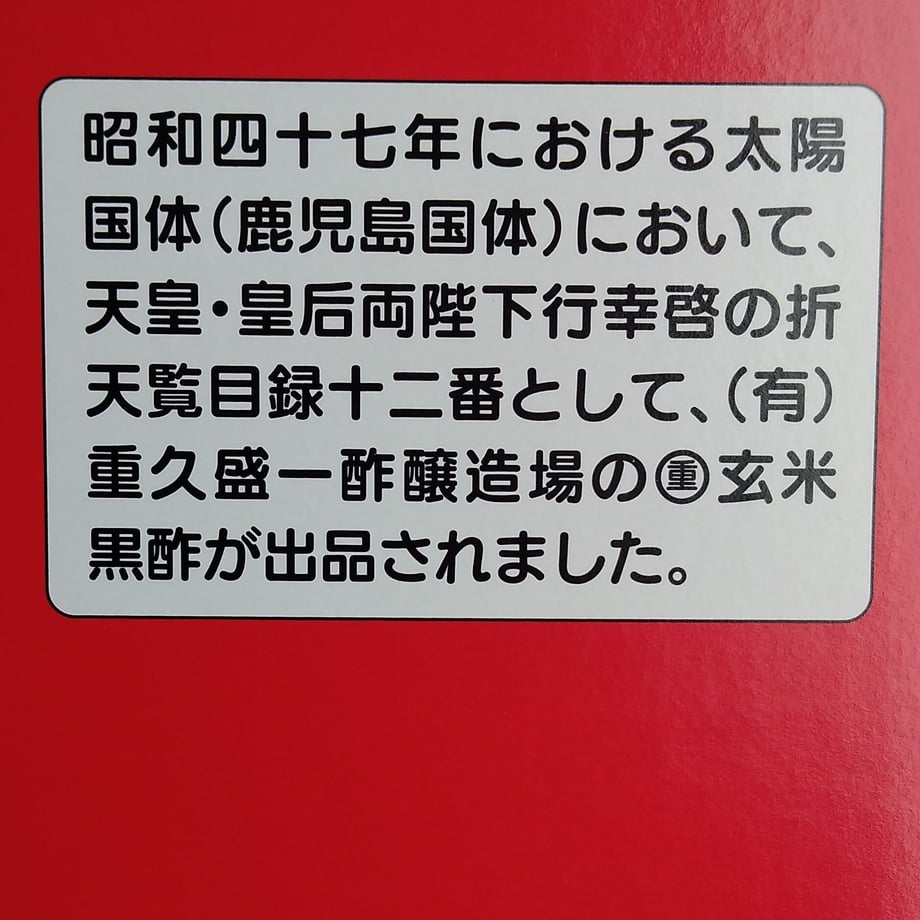 昭和四十七年における太陽
国体(鹿児島国体)において、
天皇・皇后両陛下行幸啓の折
天覧目録十二番として、(有)
重久盛一酢醸造場の㊥玄米
黒酢が出品されました。